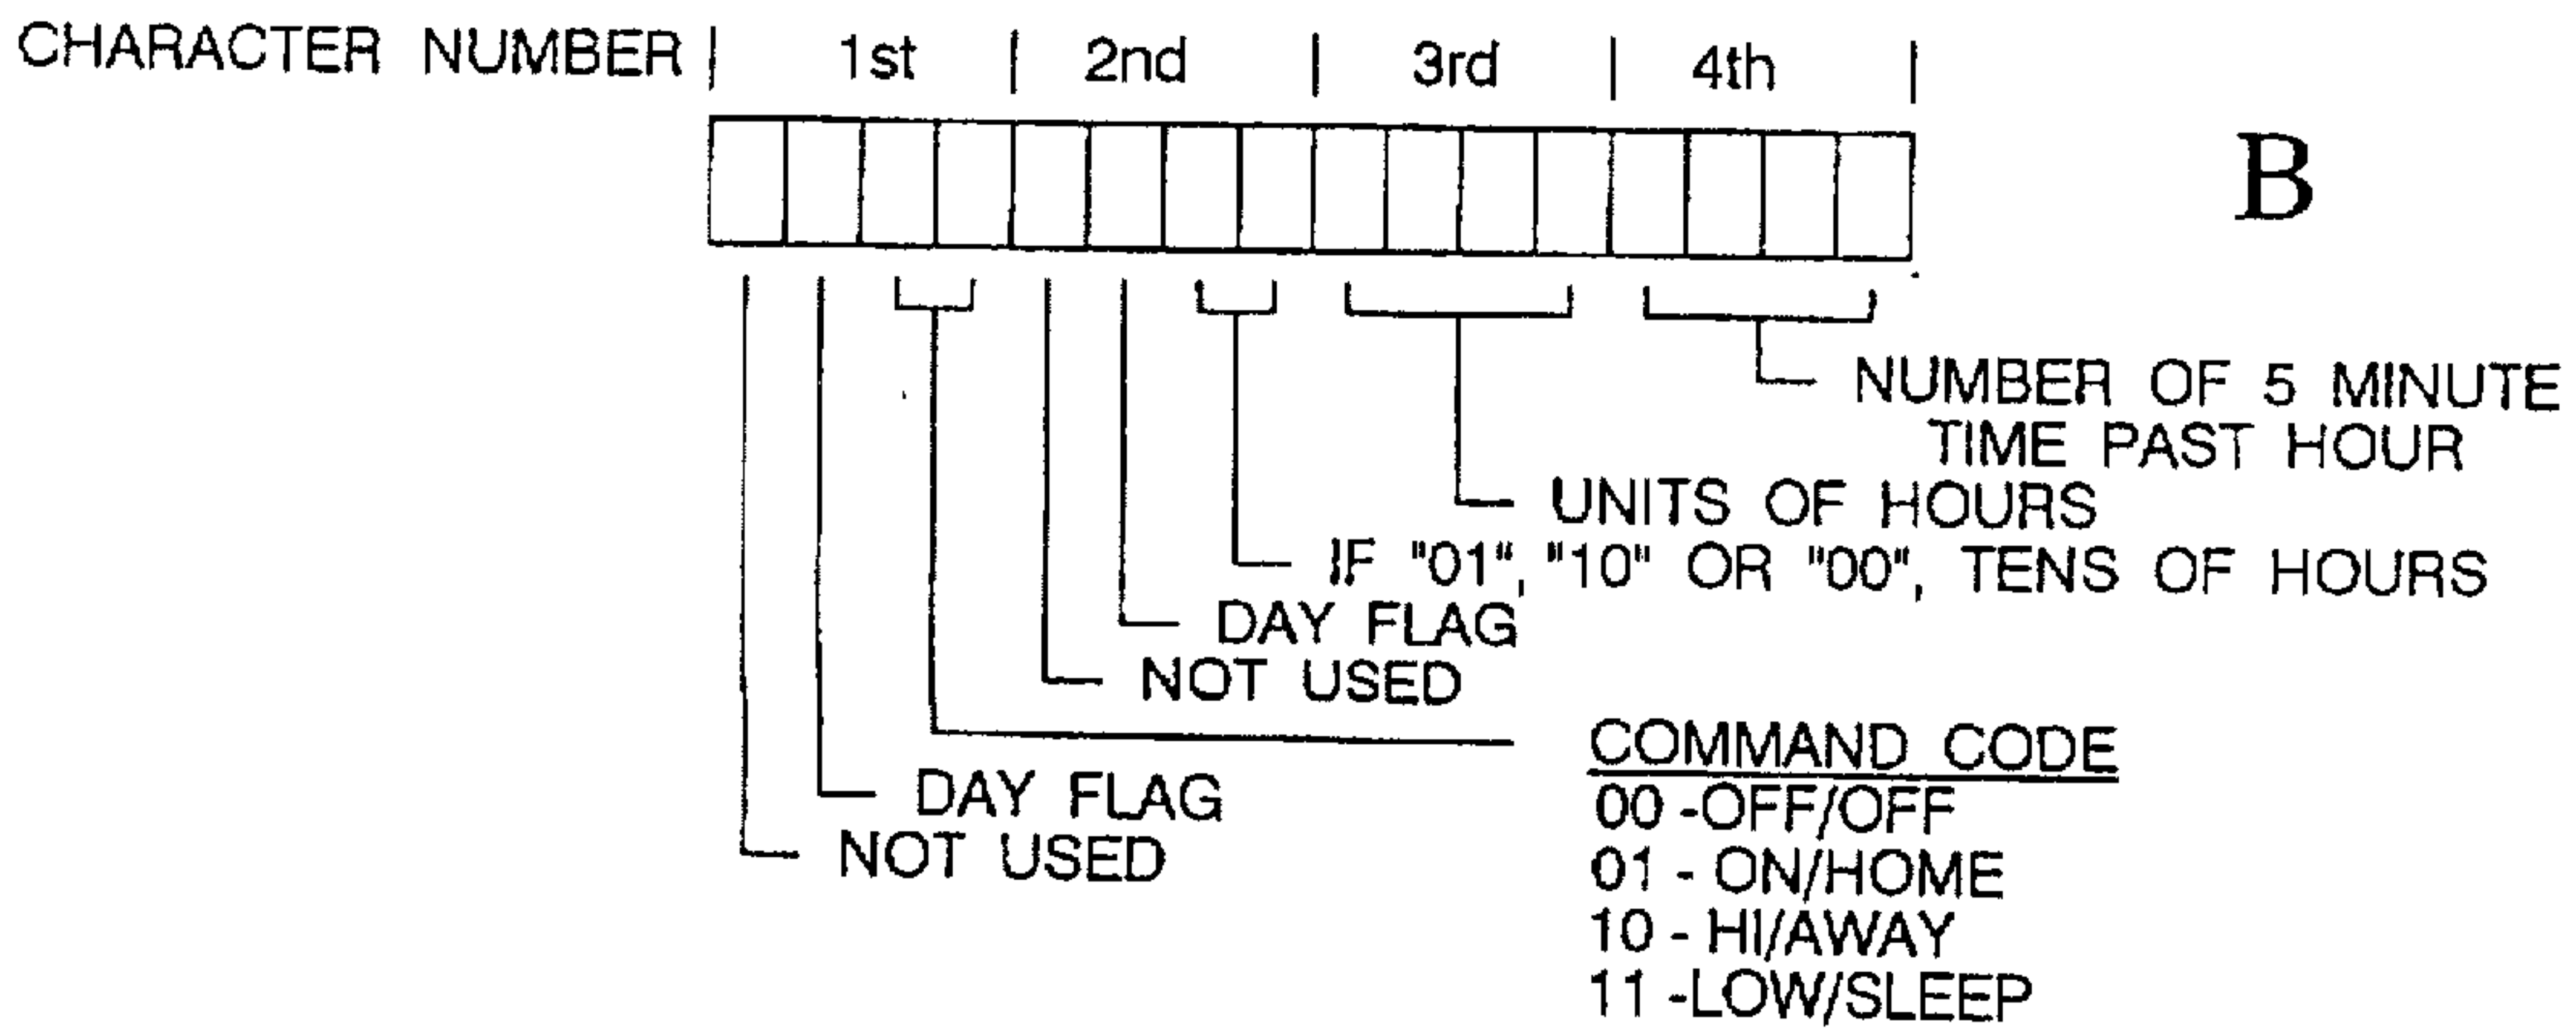 CHARACTER NUMBER | 1st | 2nd | 3rd | 4th |
B
NUMBER OF 5 MINUTE
TIME PAST HOUR
UNITS OF HOURS
IF "01", "10" OR "00", TENS OF HOURS
DAY FLAG
NOT USED
COMMAND CODE
DAY FLAG
00 -OFF/OFF
NOT USED
01 - ON/HOME
10 - HI/AWAY
11 -LOW/SLEEP